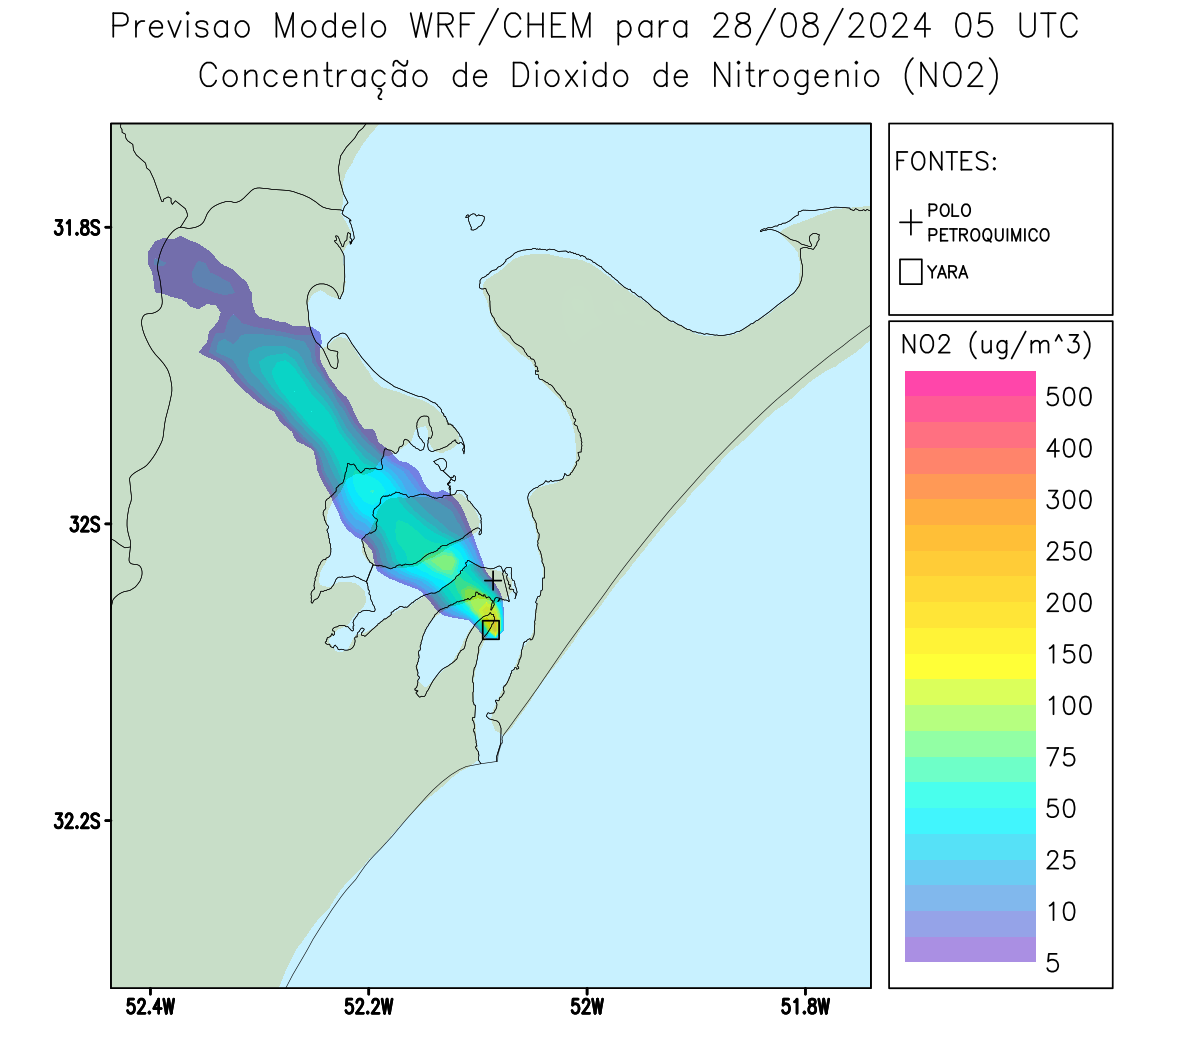 Previsao Modelo WRF/CHEM para 28/08/2024 05 UTC
Concentração de Dioxido de Nitrogenio (NO2)
FONTES:
POLO
PETROQUIMICO
YARA
NO2 (ug/m^3)
500
400
300
250
200
150
100
75
50
25
10
5
31.8S
32S
32.2S
52.4W
52.2W
52W
51.8W